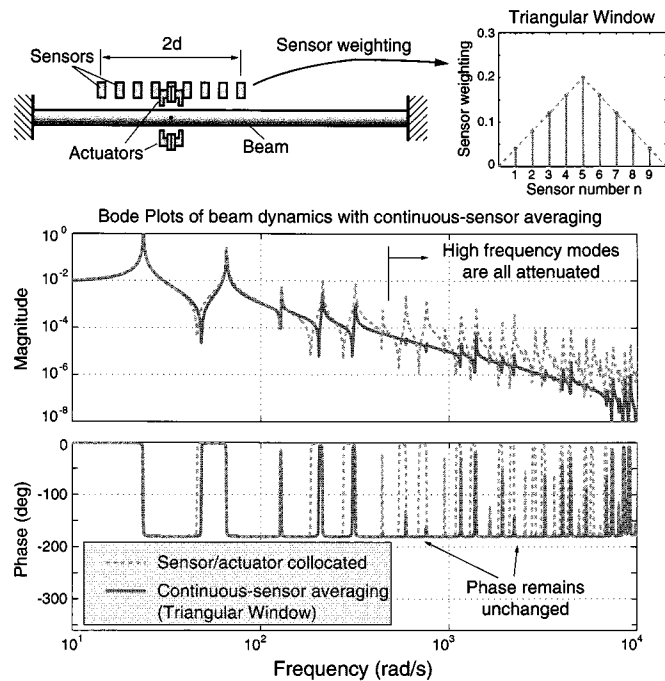 Triangular Window
2d
Sensors
Sensor weighting
Actuators
Beam
Sensor weighting
0.3
0.2
0.1
0
1 2 3 4 5 6 7 8 9
Sensor number n
Bode Plots of beam dynamics with continuous-sensor averaging
Magnitude
10^0
10^-2
10^-4
10^-6
10^-8
High frequency modes
are all attenuated
Phase (deg)
0
-100
-200
-300
Sensor/actuator collocated
Continuous-sensor averaging
(Triangular Window)
Phase remains
unchanged
10^1 10^2 10^3 10^4
Frequency (rad/s)